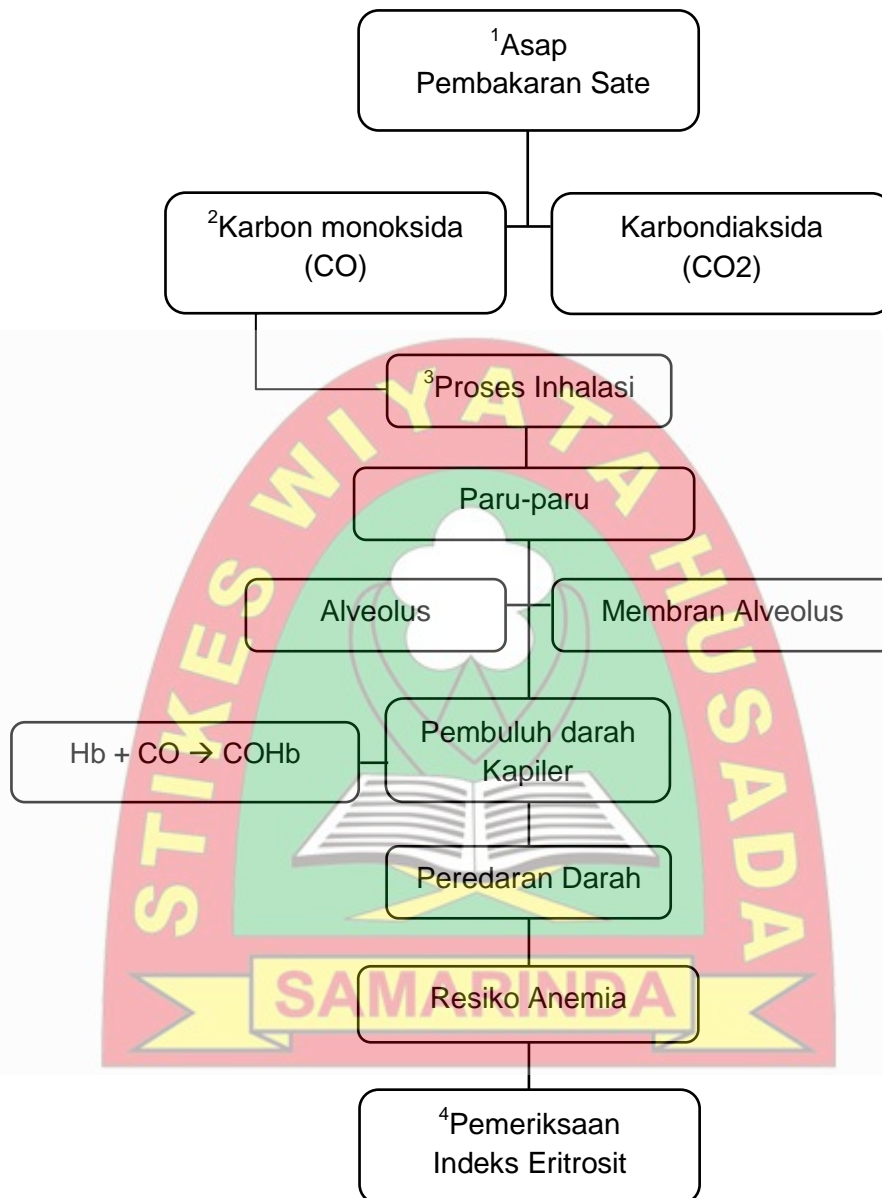 ¹Asap
Pembakaran Sate
²Karbon monoksida
(CO)
Karbondiaksida
(CO2)
³Proses Inhalasi
Paru-paru
Alveolus
Membran Alveolus
Hb + CO → COHb
Pembuluh darah
Kapiler
Peredaran Darah
Resiko Anemia
⁴Pemeriksaan
Indeks Eritrosit
STIKES WIYATA HUSADA
SAMARINDA